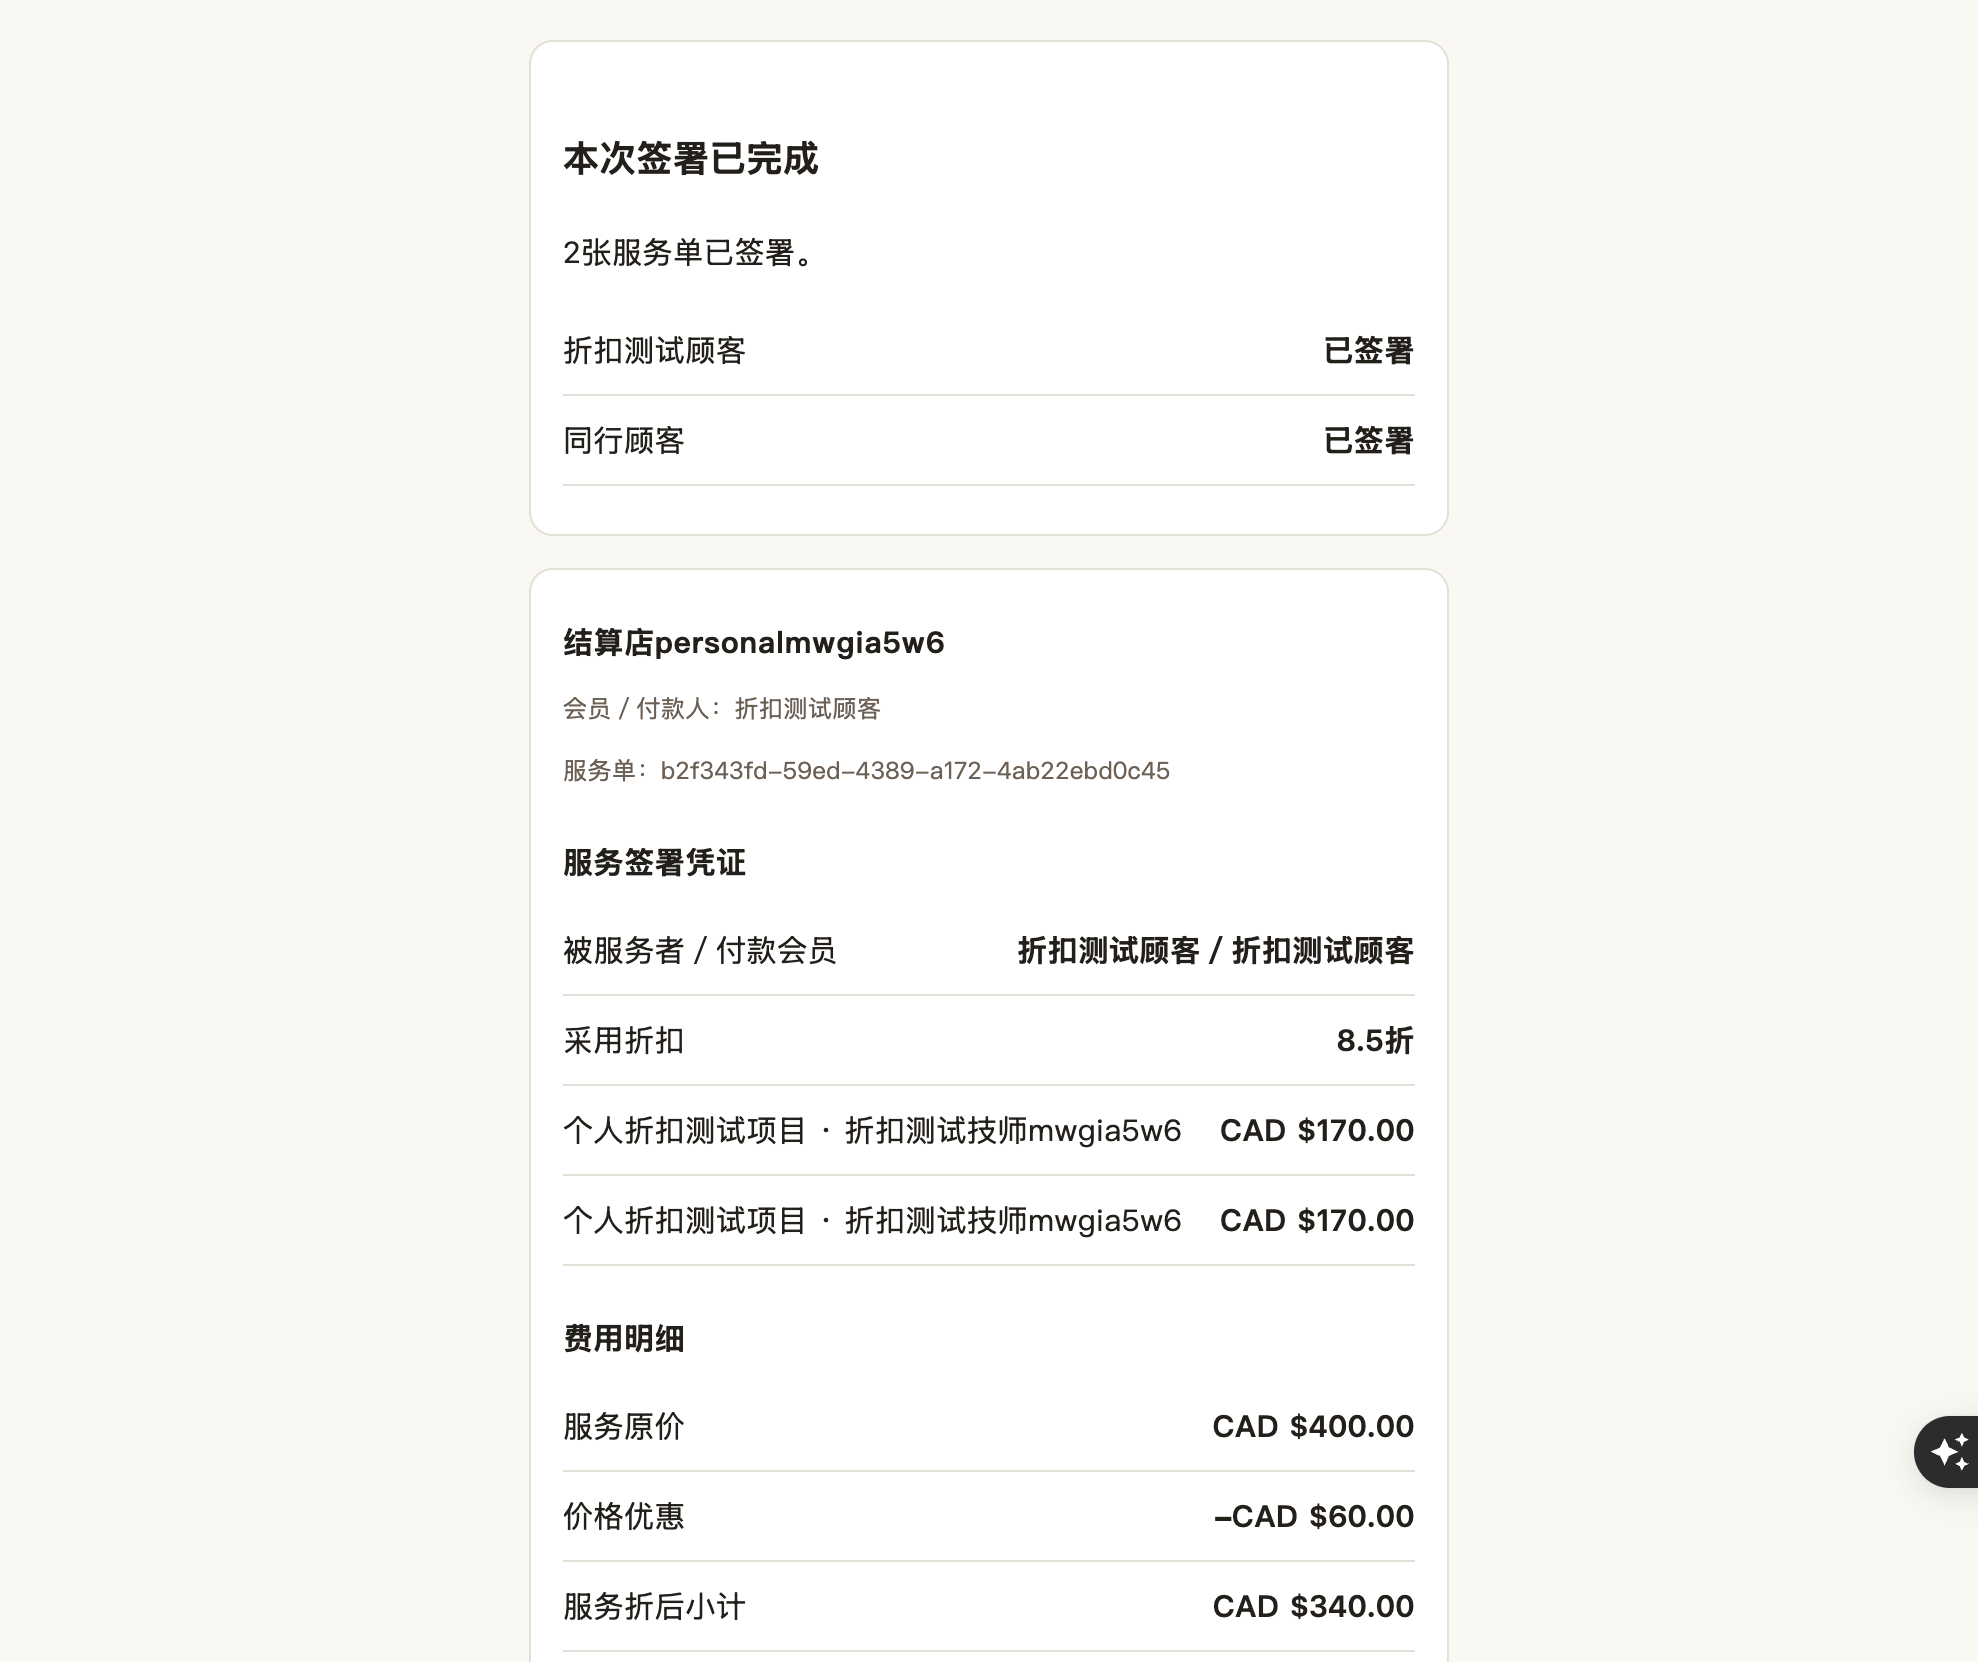 本次签署已完成
2张服务单已签署。
折扣测试顾客 已签署
同行顾客 已签署
结算店personalmwgia5w6
会员 / 付款人：折扣测试顾客
服务单：b2f343fd-59ed-4389-a172-4ab22ebd0c45
服务签署凭证
被服务者 / 付款会员 折扣测试顾客 / 折扣测试顾客
采用折扣 8.5折
个人折扣测试项目 · 折扣测试技师mwgia5w6 CAD $170.00
个人折扣测试项目 · 折扣测试技师mwgia5w6 CAD $170.00
费用明细
服务原价 CAD $400.00
价格优惠 −CAD $60.00
服务折后小计 CAD $340.00